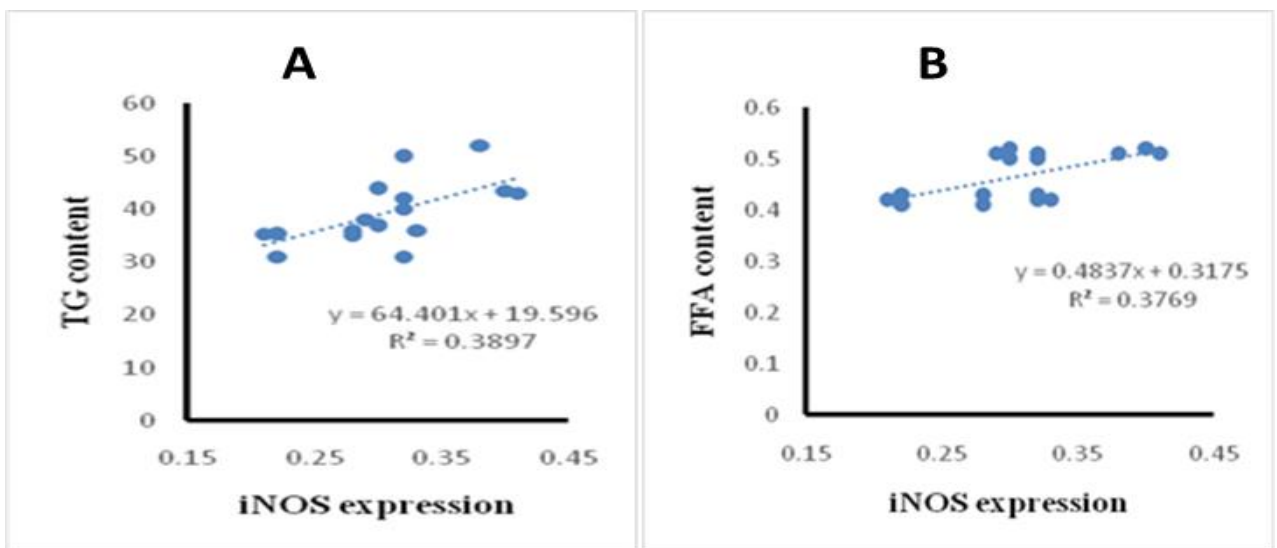 A
60
50
40
30
20
10
0
TG content
y = 64.401x + 19.596
R² = 0.3897
0.15 0.25 0.35 0.45
iNOS expression
B
0.6
0.5
0.4
0.3
0.2
0.1
0
FFA content
y = 0.4837x + 0.3175
R² = 0.3769
0.15 0.25 0.35 0.45
iNOS expression